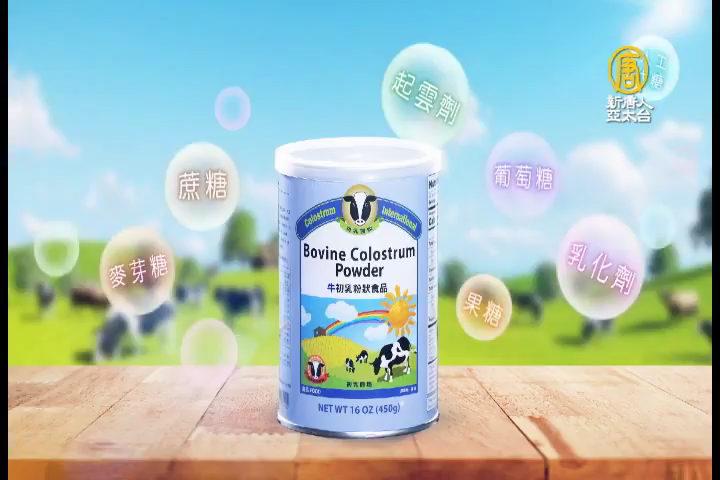 起雲劑
唐
新唐人
亞太台
工
蔗糖
葡萄糖
麥芽糖
乳化劑
果糖
Colostrum International
Bovine Colostrum
Powder
牛初乳粉狀食品
NET WT 16 OZ (450g)